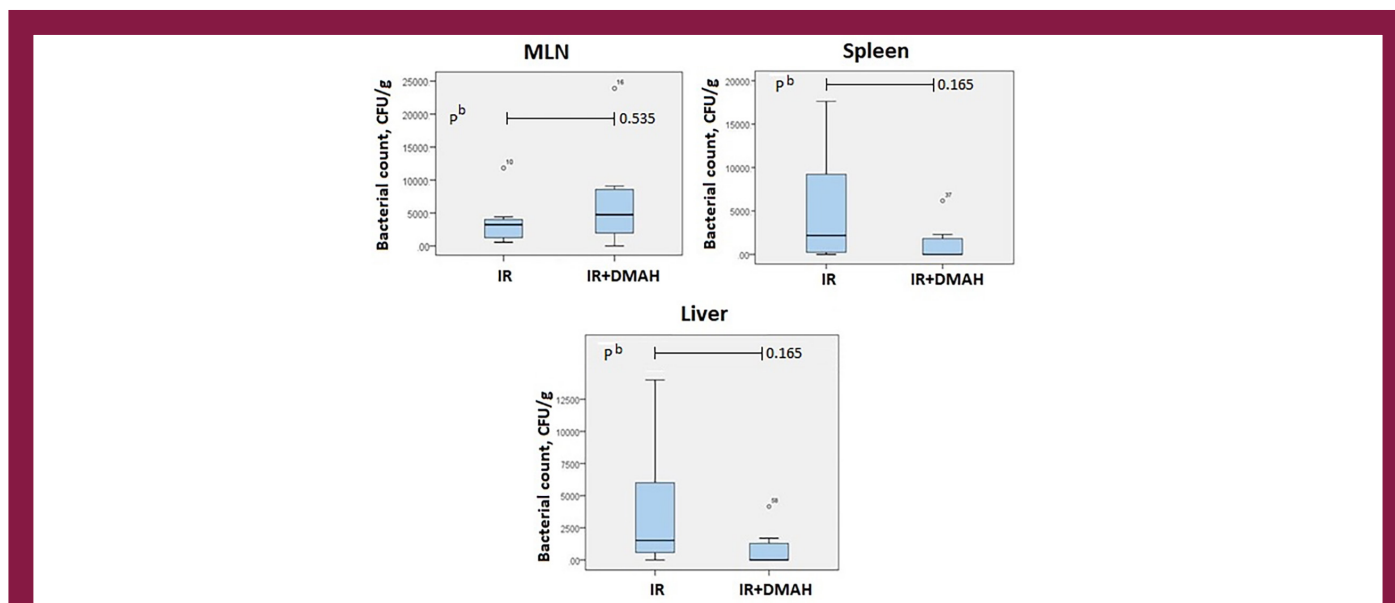 MLN
Bacterial count, CFU/g
25000
20000
15000
10000
5000
.00
P b
0.535
10
16
IR
IR+DMAH
Spleen
Bacterial count, CFU/g
20000
15000
10000
5000
.00
P b
0.165
37
IR
IR+DMAH
Liver
Bacterial count, CFU/g
12500
10000
7500
5000
2500
.00
P b
0.165
58
IR
IR+DMAH